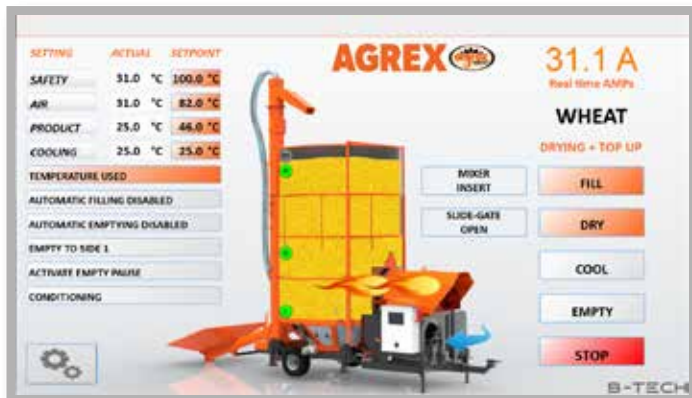 SETTING ACTUAL SETPOINT
SAFETY 31.0 °C 100.0 °C
AIR 31.0 °C 82.0 °C
PRODUCT 25.0 °C 46.0 °C
COOLING 25.0 °C 25.0 °C
TEMPERATURE USED
AUTOMATIC FILLING DISABLED
AUTOMATIC EMPTYING DISABLED
EMPTY TO SIDE 1
ACTIVATE EMPTY PAUSE
CONDITIONING
AGREX
MIXER
INSERT
SLIDE-GATE
OPEN
31.1 A
Real time AMPs
WHEAT
DRYING + TOP UP
FILL
DRY
COOL
EMPTY
STOP
B-TECH